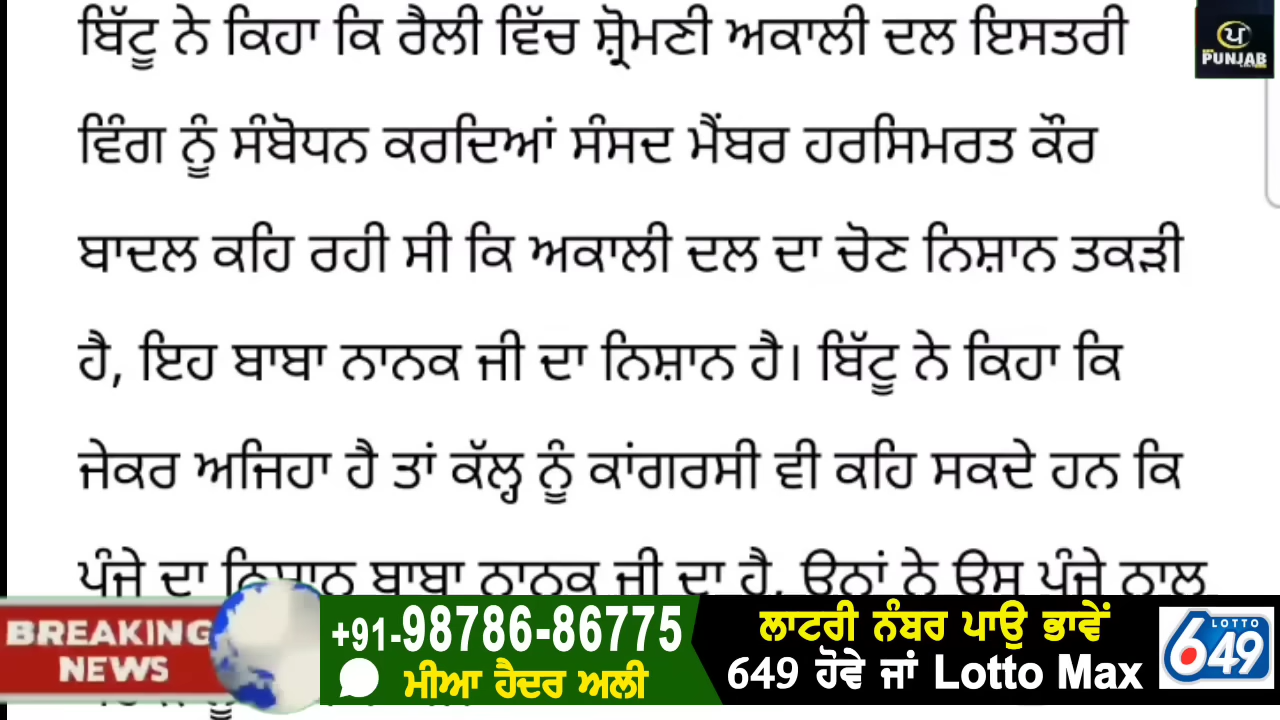 ਬਿੱਟੂ ਨੇ ਕਿਹਾ ਕਿ ਰੈਲੀ ਵਿੱਚ ਸ਼੍ਰੋਮਣੀ ਅਕਾਲੀ ਦਲ ਇਸਤਰੀ
ਵਿੰਗ ਨੂੰ ਸੰਬੋਧਨ ਕਰਦਿਆਂ ਸੰਸਦ ਮੈਂਬਰ ਹਰਸਿਮਰਤ ਕੌਰ
ਬਾਦਲ ਕਹਿ ਰਹੀ ਸੀ ਕਿ ਅਕਾਲੀ ਦਲ ਦਾ ਚੋਣ ਨਿਸ਼ਾਨ ਤਕੜੀ
ਹੈ, ਇਹ ਬਾਬਾ ਨਾਨਕ ਜੀ ਦਾ ਨਿਸ਼ਾਨ ਹੈ। ਬਿੱਟੂ ਨੇ ਕਿਹਾ ਕਿ
ਜੇਕਰ ਅਜਿਹਾ ਹੈ ਤਾਂ ਕੱਲ੍ਹ ਨੂੰ ਕਾਂਗਰਸੀ ਵੀ ਕਹਿ ਸਕਦੇ ਹਨ ਕਿ
ਪੰਜੇ ਦਾ ਨਿਸ਼ਾਨ ਬਾਬਾ ਨਾਨਕ ਜੀ ਦਾ ਹੈ, ਉਨਾਂ ਨੇ ਉਸ ਪੰਜੇ ਨਾਲ
ਪ
PUNJAB
BREAKING
NEWS
+91-98786-86775
ਮੀਆ ਹੈਦਰ ਅਲੀ
ਲਾਟਰੀ ਨੰਬਰ ਪਾਉ ਭਾਵੇਂ
649 ਹੋਵੇ ਜਾਂ Lotto Max
LOTTO
649